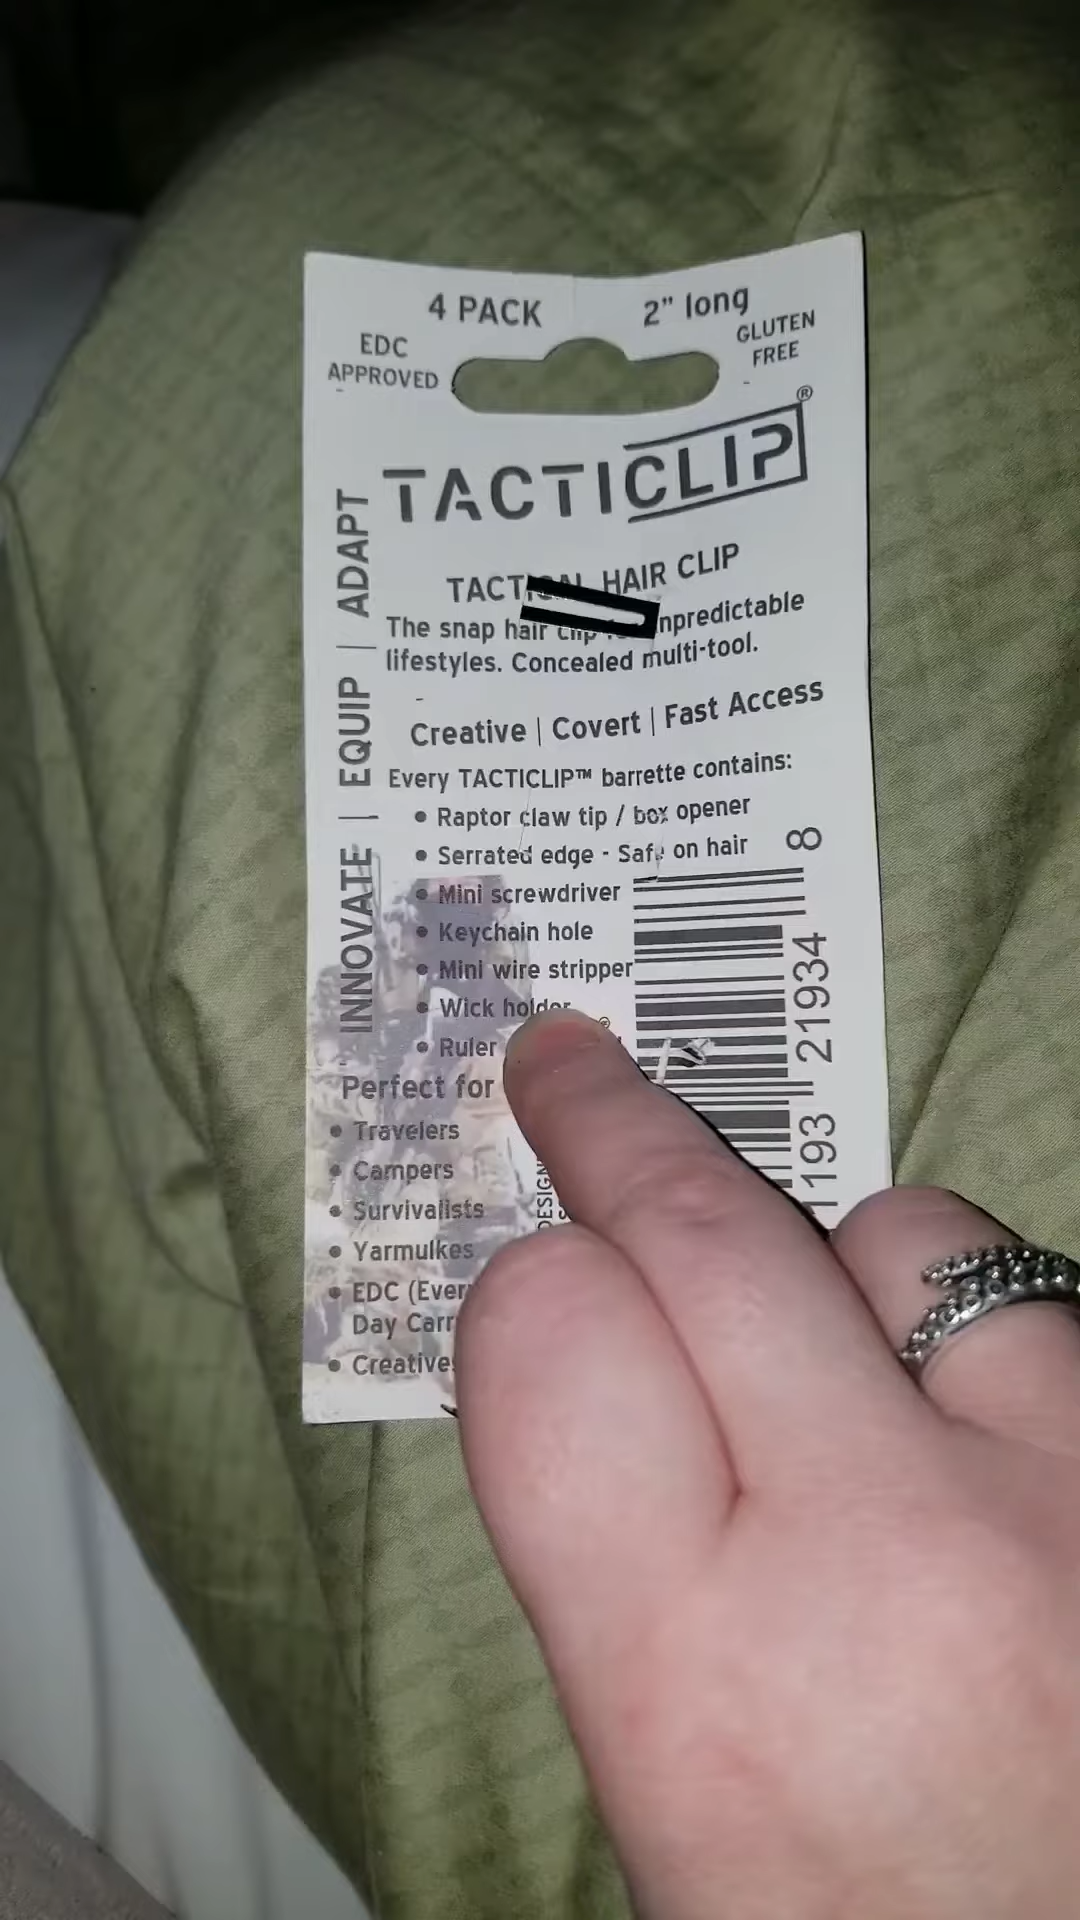 4 PACK
2" long
EDC
APPROVED
GLUTEN
FREE
TACTICLIP®
INNOVATE | EQUIP | ADAPT
HAIR CLIP
The snap hair
lifestyles. Concealed multi-tool.
Creative | Covert | Fast Access
Every TACTICLIP™ barrette contains:
• Raptor claw tip / box opener
• Serrated edge - Safe on hair
• Mini screwdriver
• Keychain hole
• Mini wire stripper
• Wick holder
• Ruler
Perfect for
• Travelers
• Campers
• Survivalists
• Yarmulkes
• EDC
Day
DESIGN
1193 21934 8